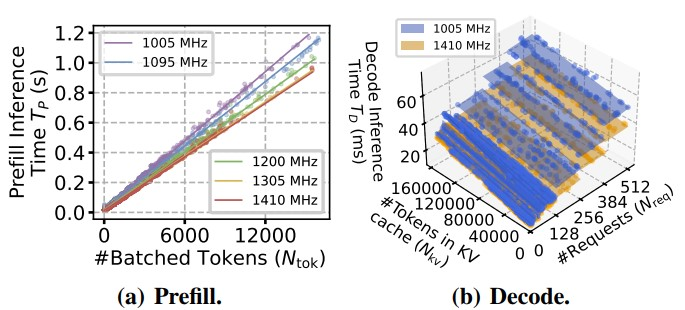 1005 MHz
1095 MHz
1200 MHz
1305 MHz
1410 MHz
Prefill Inference
Time T_P (s)
1.2
1.0
0.8
0.6
0.4
0.2
0.0
0 6000 12000
#Batched Tokens (N_tok)
(a) Prefill.
1005 MHz
1410 MHz
Decode Inference
Time T_D (ms)
60
40
20
160000
120000
80000
40000
0
#Tokens in KV
cache (N_kv)
0
128
256
384
512
#Requests (N_req)
(b) Decode.